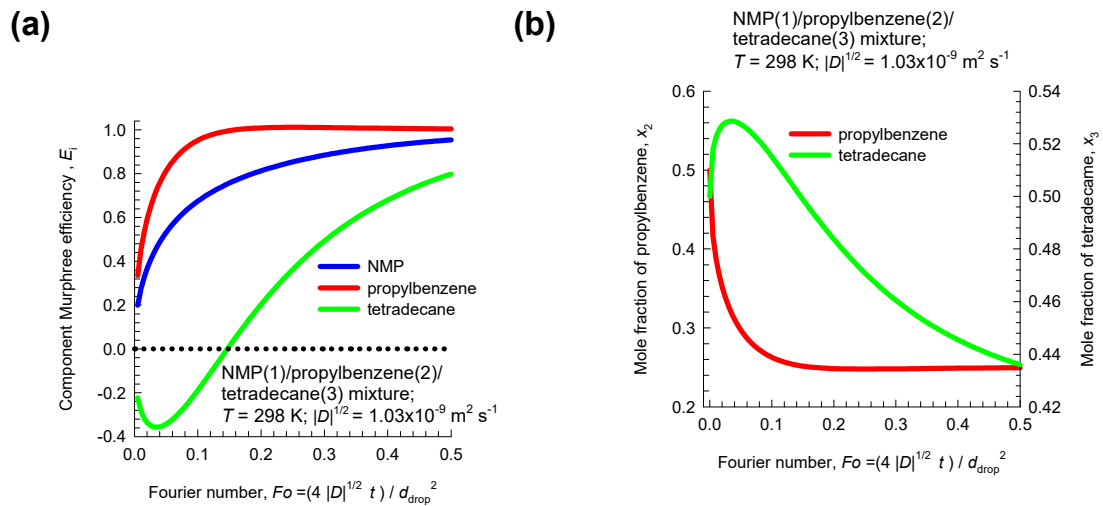 (a)
1.0
0.8
0.6
0.4
0.2
0.0
-0.2
-0.4
Component Murphree efficiency , Ei
NMP
propylbenzene
tetradecane
NMP(1)/propylbenzene(2)/
tetradecane(3) mixture;
T = 298 K; |D|^1/2 = 1.03x10^-9 m^2 s^-1
0.0 0.1 0.2 0.3 0.4 0.5
Fourier number, Fo =(4 |D|^1/2 t ) / d_drop^2
(b)
NMP(1)/propylbenzene(2)/
tetradecane(3) mixture;
T = 298 K; |D|^1/2 = 1.03x10^-9 m^2 s^-1
0.6
0.5
0.4
0.3
0.2
Mole fraction of propylbenzene, x2
propylbenzene
tetradecane
0.54
0.52
0.50
0.48
0.46
0.44
0.42
Mole fraction of tetradecame, x3
0.0 0.1 0.2 0.3 0.4 0.5
Fourier number, Fo =(4 |D|^1/2 t ) / d_drop^2